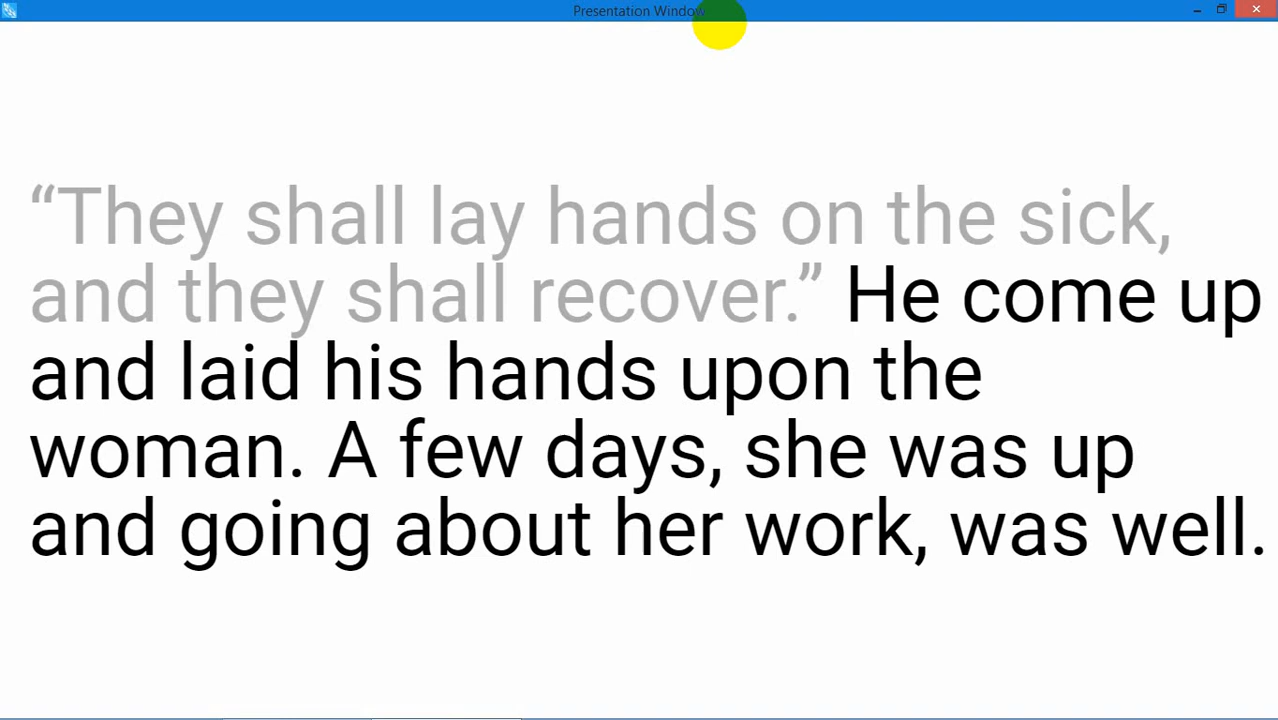 Presentation Window
“They shall lay hands on the sick,
and they shall recover.” He come up
and laid his hands upon the
woman. A few days, she was up
and going about her work, was well.